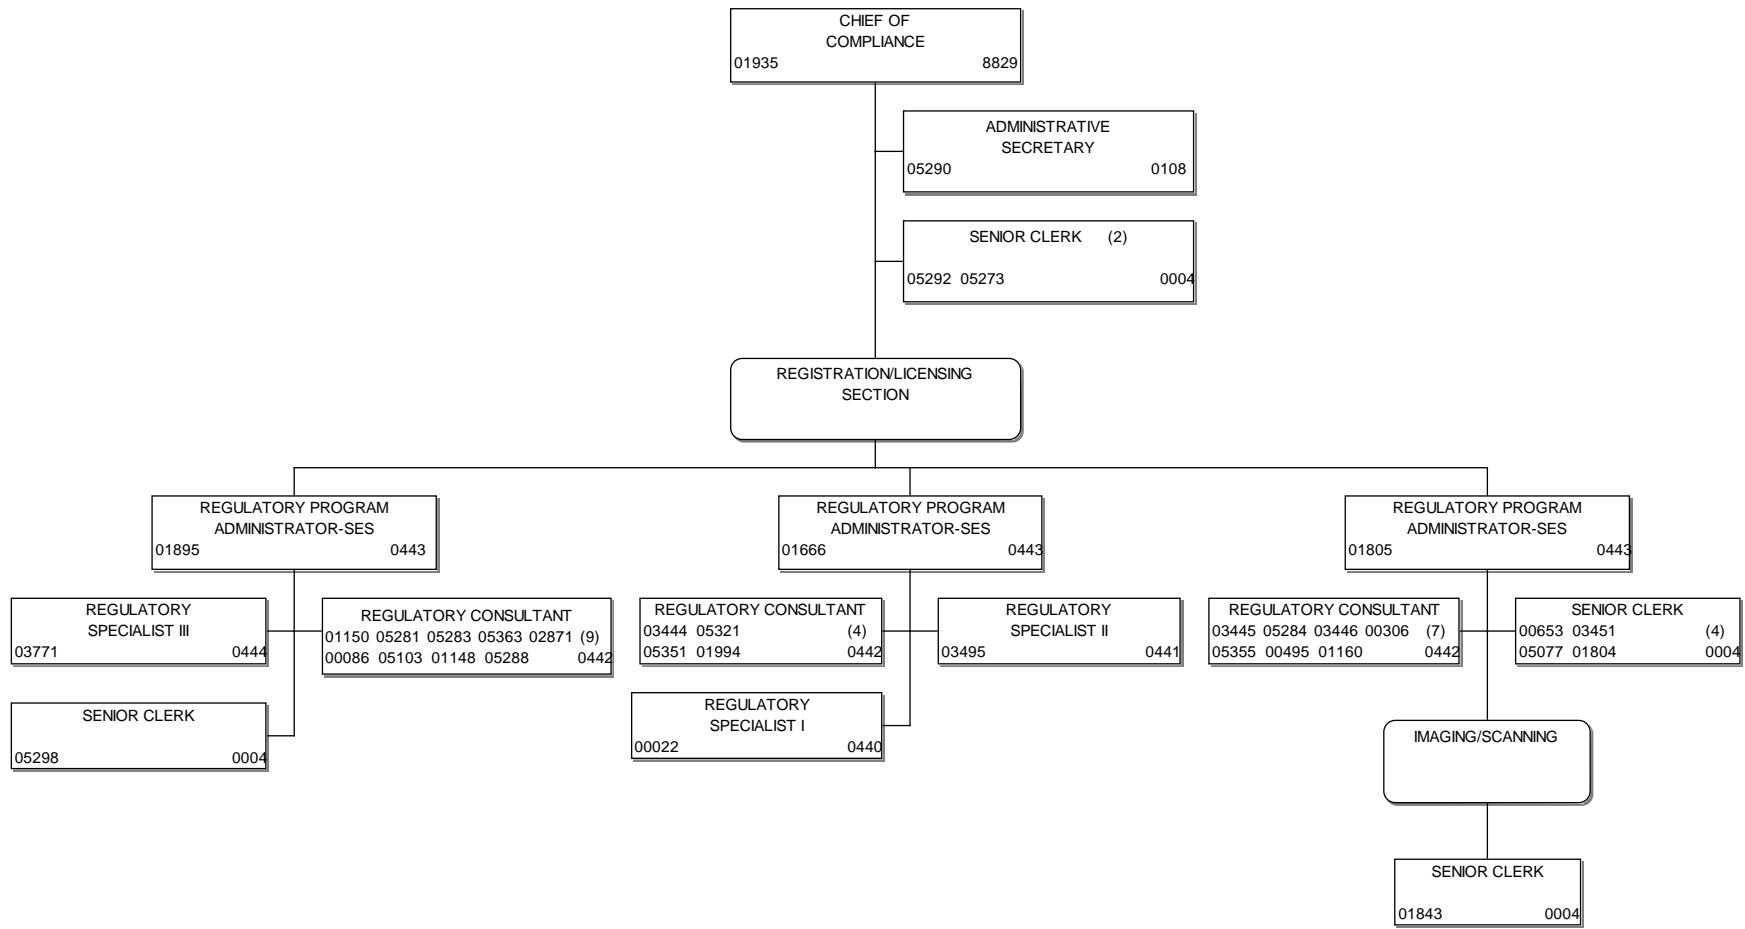 CHIEF OF
COMPLIANCE
01935 8829
ADMINISTRATIVE
SECRETARY
05290 0108
SENIOR CLERK (2)
05292 05273 0004
REGISTRATION/LICENSING
SECTION
REGULATORY PROGRAM
ADMINISTRATOR-SES
01895 0443
REGULATORY PROGRAM
ADMINISTRATOR-SES
01666 0443
REGULATORY PROGRAM
ADMINISTRATOR-SES
01805 0443
REGULATORY
SPECIALIST III
03771 0444
REGULATORY CONSULTANT
01150 05281 05283 05363 02871 (9)
00086 05103 01148 05288 0442
REGULATORY CONSULTANT
03444 05321 (4)
05351 01994 0442
REGULATORY
SPECIALIST II
03495 0441
REGULATORY CONSULTANT
03445 05284 03446 00306 (7)
05355 00495 01160 0442
SENIOR CLERK
00653 03451 (4)
05077 01804 0004
SENIOR CLERK
05298 0004
REGULATORY
SPECIALIST I
00022 0440
IMAGING/SCANNING
SENIOR CLERK
01843 0004